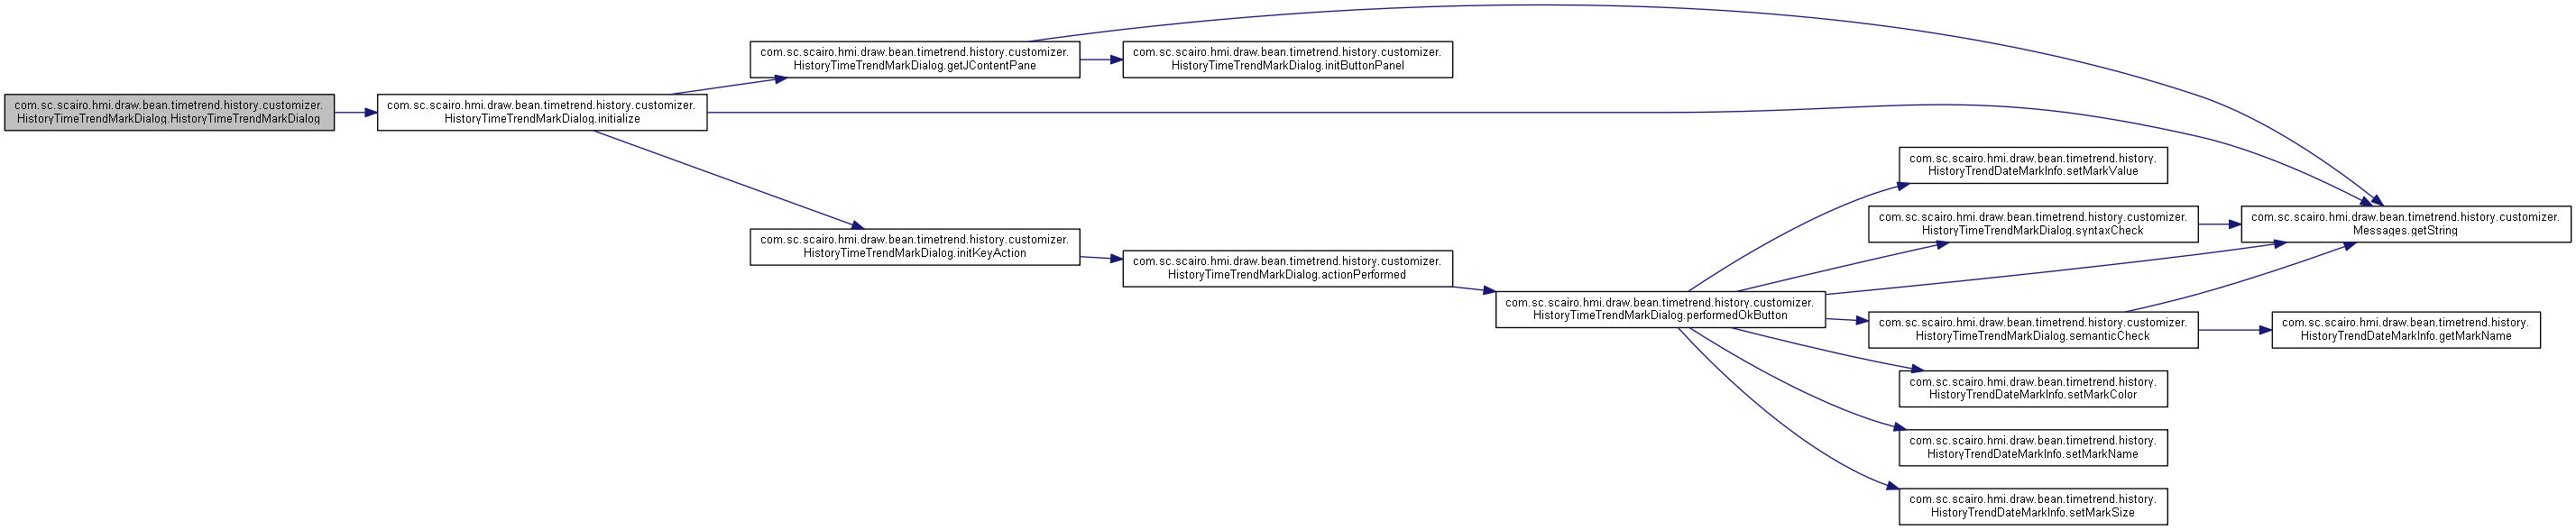 com.sc.scairo.hmi.draw.bean.timetrend.history.customizer.
HistoryTimeTrendMarkDialog.HistoryTimeTrendMarkDialog
com.sc.scairo.hmi.draw.bean.timetrend.history.customizer.
HistoryTimeTrendMarkDialog.initialize
com.sc.scairo.hmi.draw.bean.timetrend.history.customizer.
HistoryTimeTrendMarkDialog.getJContentPane
com.sc.scairo.hmi.draw.bean.timetrend.history.customizer.
HistoryTimeTrendMarkDialog.initButtonPanel
com.sc.scairo.hmi.draw.bean.timetrend.history.customizer.
HistoryTimeTrendMarkDialog.initKeyAction
com.sc.scairo.hmi.draw.bean.timetrend.history.customizer.
HistoryTimeTrendMarkDialog.actionPerformed
com.sc.scairo.hmi.draw.bean.timetrend.history.customizer.
HistoryTimeTrendMarkDialog.performedOkButton
com.sc.scairo.hmi.draw.bean.timetrend.history.
HistoryTrendDateMarkInfo.setMarkValue
com.sc.scairo.hmi.draw.bean.timetrend.history.customizer.
HistoryTimeTrendMarkDialog.syntaxCheck
com.sc.scairo.hmi.draw.bean.timetrend.history.customizer.
Messages.getString
com.sc.scairo.hmi.draw.bean.timetrend.history.customizer.
HistoryTimeTrendMarkDialog.semanticCheck
com.sc.scairo.hmi.draw.bean.timetrend.history.
HistoryTrendDateMarkInfo.getMarkName
com.sc.scairo.hmi.draw.bean.timetrend.history.
HistoryTrendDateMarkInfo.setMarkColor
com.sc.scairo.hmi.draw.bean.timetrend.history.
HistoryTrendDateMarkInfo.setMarkName
com.sc.scairo.hmi.draw.bean.timetrend.history.
HistoryTrendDateMarkInfo.setMarkSize